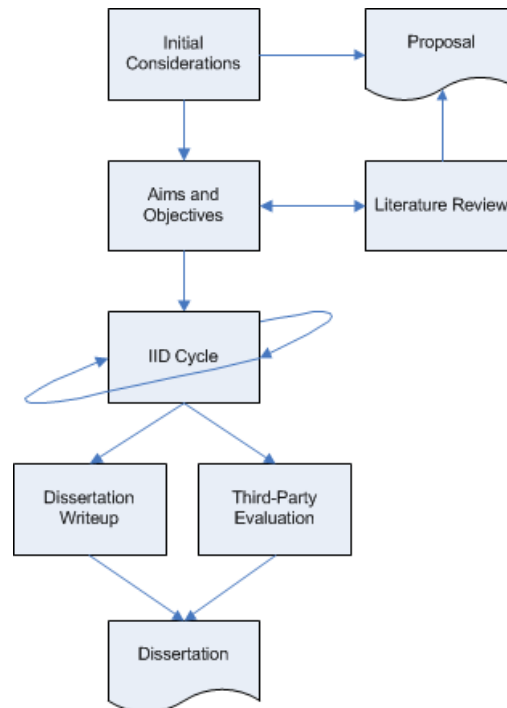 Initial
Considerations
Proposal
Aims and
Objectives
Literature Review
IID Cycle
Dissertation
Writeup
Third-Party
Evaluation
Dissertation